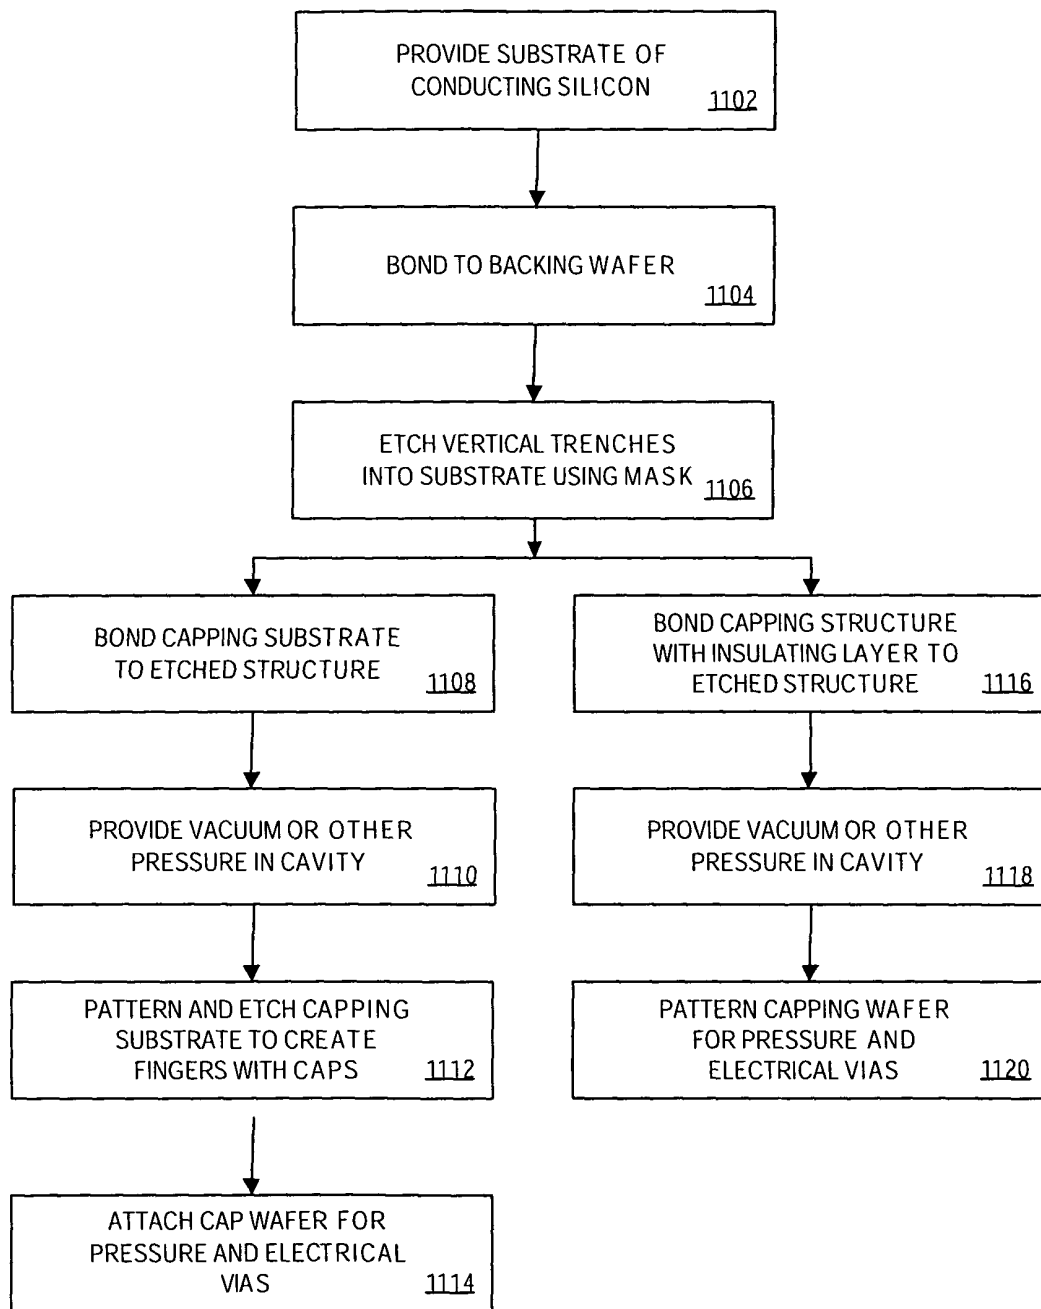 PROVIDE SUBSTRATE OF
CONDUCTING SILICON
1102
BOND TO BACKING WAFER
1104
ETCH VERTICAL TRENCHES
INTO SUBSTRATE USING MASK
1106
BOND CAPPING SUBSTRATE
TO ETCHED STRUCTURE
1108
PROVIDE VACUUM OR OTHER
PRESSURE IN CAVITY
1110
PATTERN AND ETCH CAPPING
SUBSTRATE TO CREATE
FINGERS WITH CAPS
1112
ATTACH CAP WAFER FOR
PRESSURE AND ELECTRICAL
VIAS
1114
BOND CAPPING STRUCTURE
WITH INSULATING LAYER TO
ETCHED STRUCTURE
1116
PROVIDE VACUUM OR OTHER
PRESSURE IN CAVITY
1118
PATTERN CAPPING WAFER
FOR PRESSURE AND
ELECTRICAL VIAS
1120